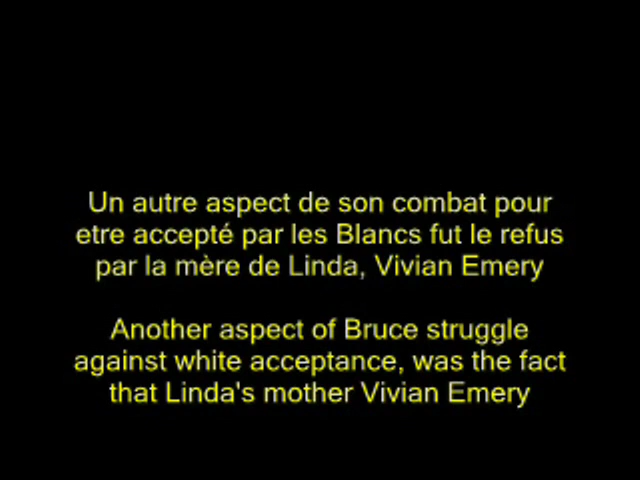 Un autre aspect de son combat pour
etre accepté par les Blancs fut le refus
par la mère de Linda, Vivian Emery
Another aspect of Bruce struggle
against white acceptance, was the fact
that Linda's mother Vivian Emery